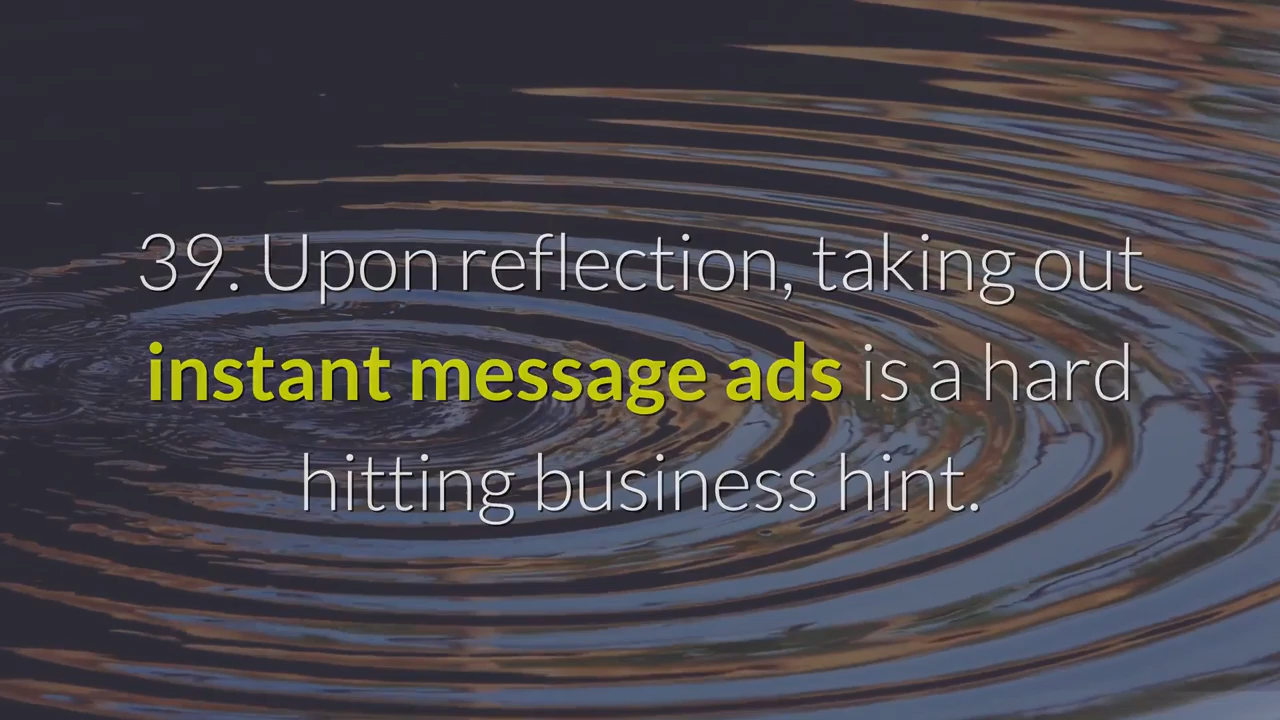 39. Upon reflection, taking out
instant message ads is a hard
hitting business hint.